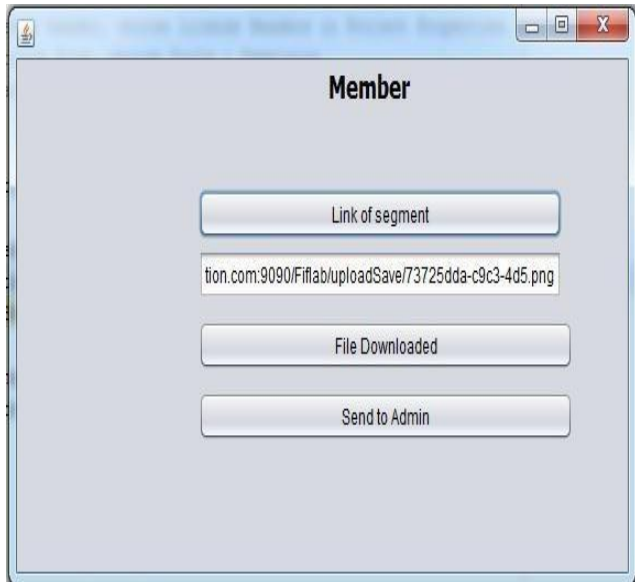 Member
Link of segment
tion.com:9090/Fiflab/uploadSave/73725dda-c9c3-4d5.png
File Downloaded
Send to Admin